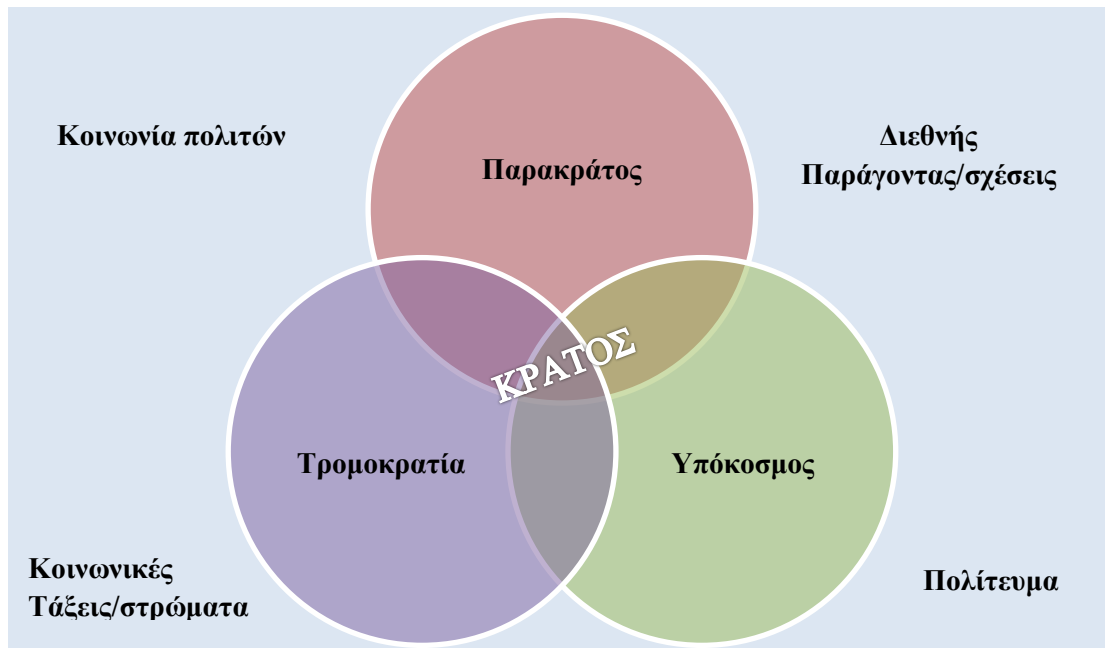 Κοινωνία πολιτών
Διεθνής
Παράγοντας/σχέσεις
Παρακράτος
ΚΡΑΤΟΣ
Τρομοκρατία
Υπόκοσμος
Κοινωνικές
Τάξεις/στρώματα
Πολίτευμα